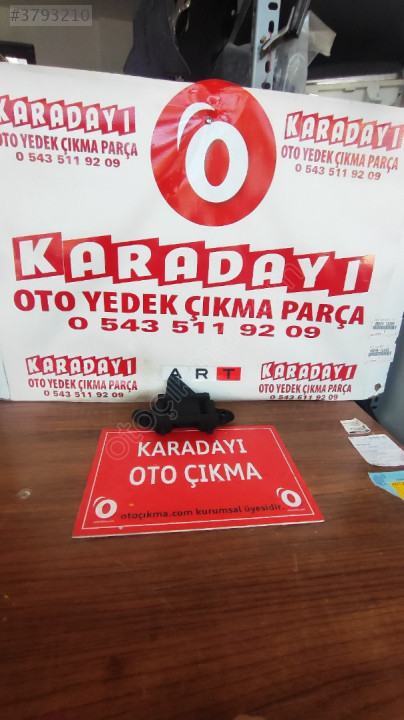 #3793210
KARADAYI
OTO YEDEK ÇIKMA PARÇA
0 543 511 92 09
KARADAYI
OTO YEDEK ÇIKMA PARÇA
0 543 511 92 09
KARADAYI
OTO YEDEK ÇIKMA PARÇA
0 543 511 92 09
KARADAYI
OTO YEDEK ÇIKMA PARÇA
0 543 511 92 09
ART
KARADAYI
OTO YEDEK ÇIKMA PARÇA
0 543 511 92 09
KARADAYI
OTO ÇIKMA
otoçıkma.com kurumsal üyesidir.